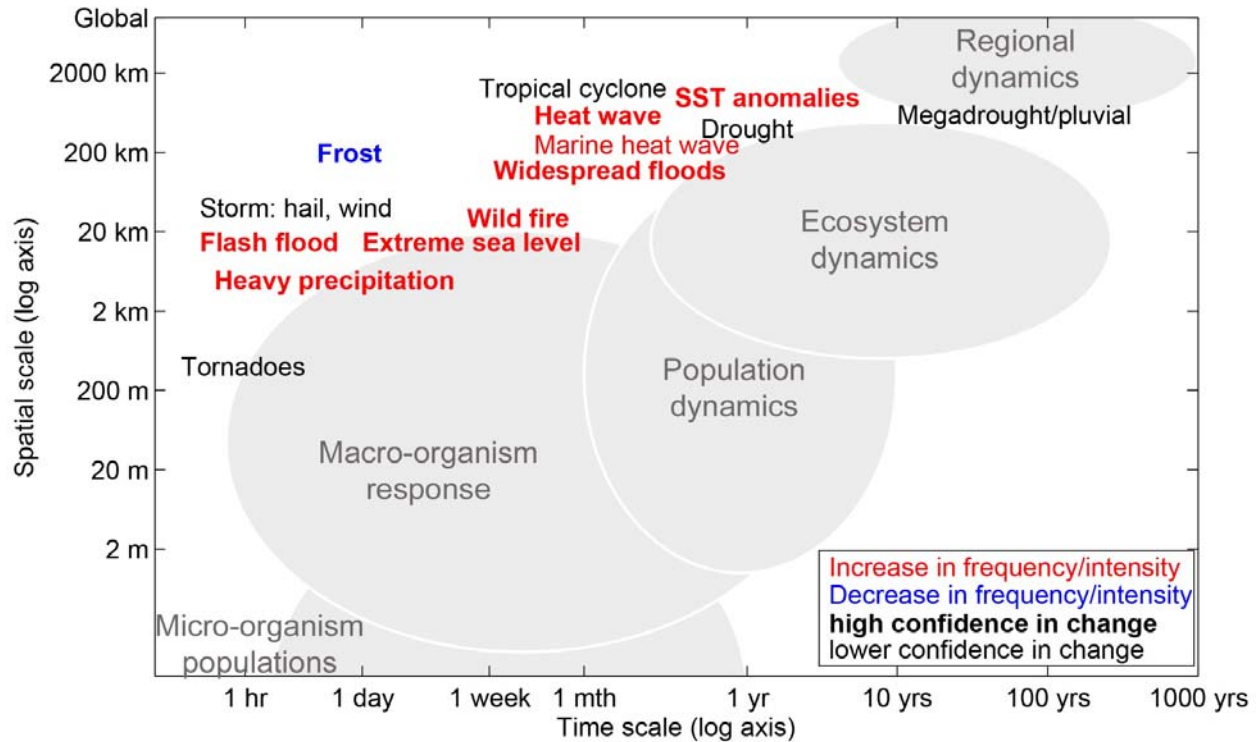 Global
2000 km
200 km
20 km
2 km
200 m
20 m
2 m
Spatial scale (log axis)
Regional
dynamics
Tropical cyclone
SST anomalies
Heat wave
Megadrought/pluvial
Drought
Marine heat wave
Frost
Widespread floods
Storm: hail, wind
Wild fire
Ecosystem
dynamics
Flash flood
Extreme sea level
Heavy precipitation
Tornadoes
Population
dynamics
Macro-organism
response
Increase in frequency/intensity
Decrease in frequency/intensity
high confidence in change
lower confidence in change
Micro-organism
populations
1 hr
1 day
1 week
1 mth
1 yr
10 yrs
100 yrs
1000 yrs
Time scale (log axis)